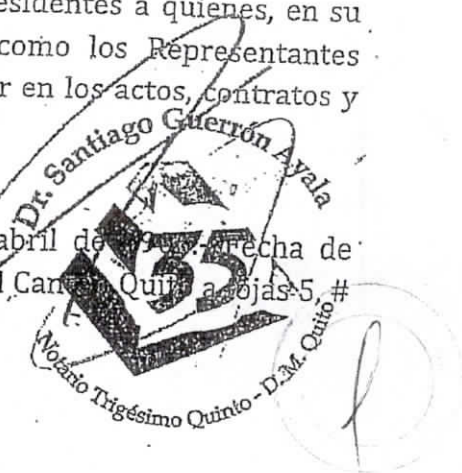 esidentes a quienes, en su
como los Representantes
r en los actos, contratos y
Dr. Santiago Guerrón Ayala
abril de fecha de
l Cantón Quito a fojas 5, #
35
Notario Trigésimo Quinto - D.M. Quito